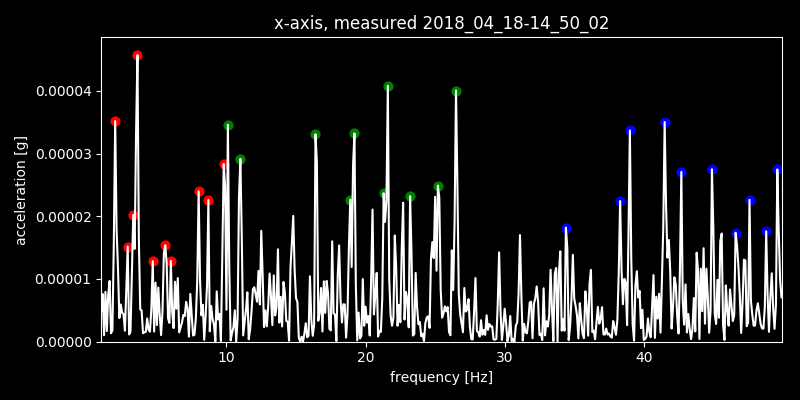 x-axis, measured 2018_04_18-14_50_02
acceleration [g]
0.00004
0.00003
0.00002
0.00001
0.00000
10 20 30 40
frequency [Hz]